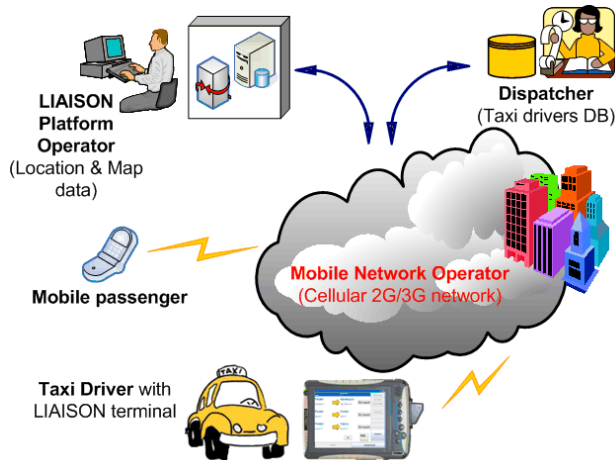 LIAISON
Platform
Operator
(Location & Map
data)
Dispatcher
(Taxi drivers DB)
Mobile Network Operator
(Cellular 2G/3G network)
Mobile passenger
Taxi Driver with
LIAISON terminal
TAXI